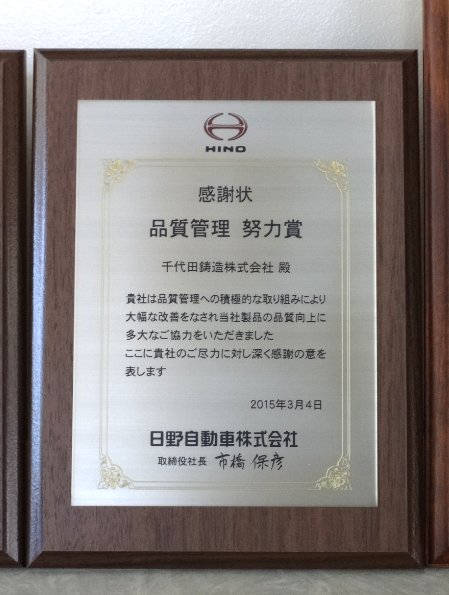 HINO
感謝状
品質管理 努力賞
千代田鋳造株式会社 殿
貴社は品質管理への積極的な取り組みにより
大幅な改善をなされ当社製品の品質向上に
多大なご協力をいただきました
ここに貴社のご尽力に対し深く感謝の意を
表します
2015年3月4日
日野自動車株式会社
取締役社長 市橋 保彦